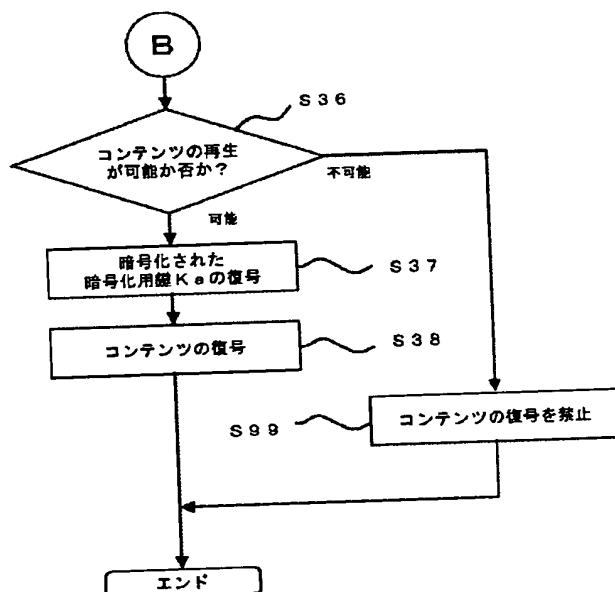 B
S36
コンテンツの再生
が可能か否か？
不可能
可能
暗号化された
暗号化用鍵Kaの復号
S37
コンテンツの復号
S38
コンテンツの復号を禁止
S99
エンド